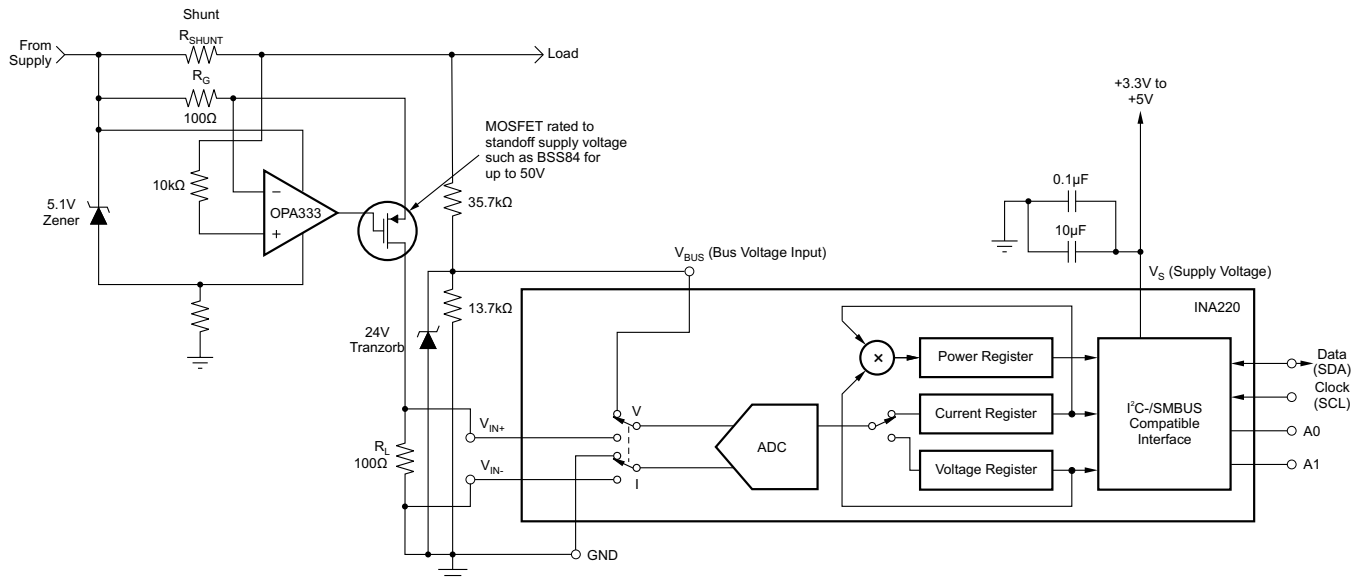 Shunt
R_SHUNT
From
Supply
Load
R_G
100Ω
+3.3V to
+5V
MOSFET rated to
standoff supply voltage
such as BSS84 for
up to 50V
10kΩ
−
OPA333
+
5.1V
Zener
35.7kΩ
0.1µF
10µF
V_BUS (Bus Voltage Input)
V_S (Supply Voltage)
INA220
13.7kΩ
24V
Tranzorb
×
Power Register
Data
(SDA)
Clock
(SCL)
V
Current Register
I²C-/SMBUS
Compatible
Interface
V_IN+
ADC
A0
R_L
100Ω
V_IN-
I
Voltage Register
A1
GND